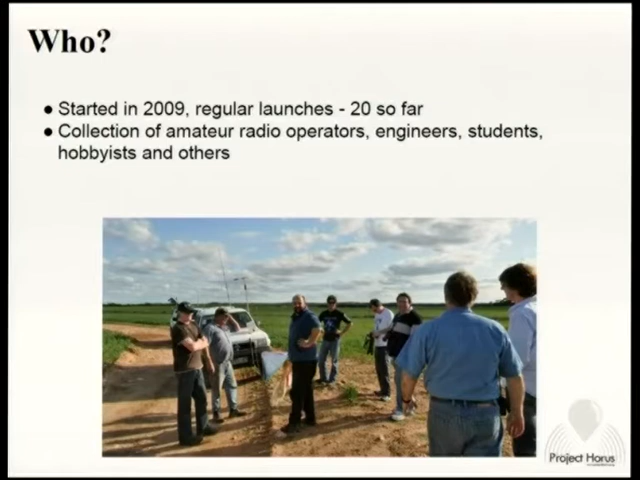 Who?
● Started in 2009, regular launches - 20 so far
● Collection of amateur radio operators, engineers, students,
hobbyists and others
Project Horus